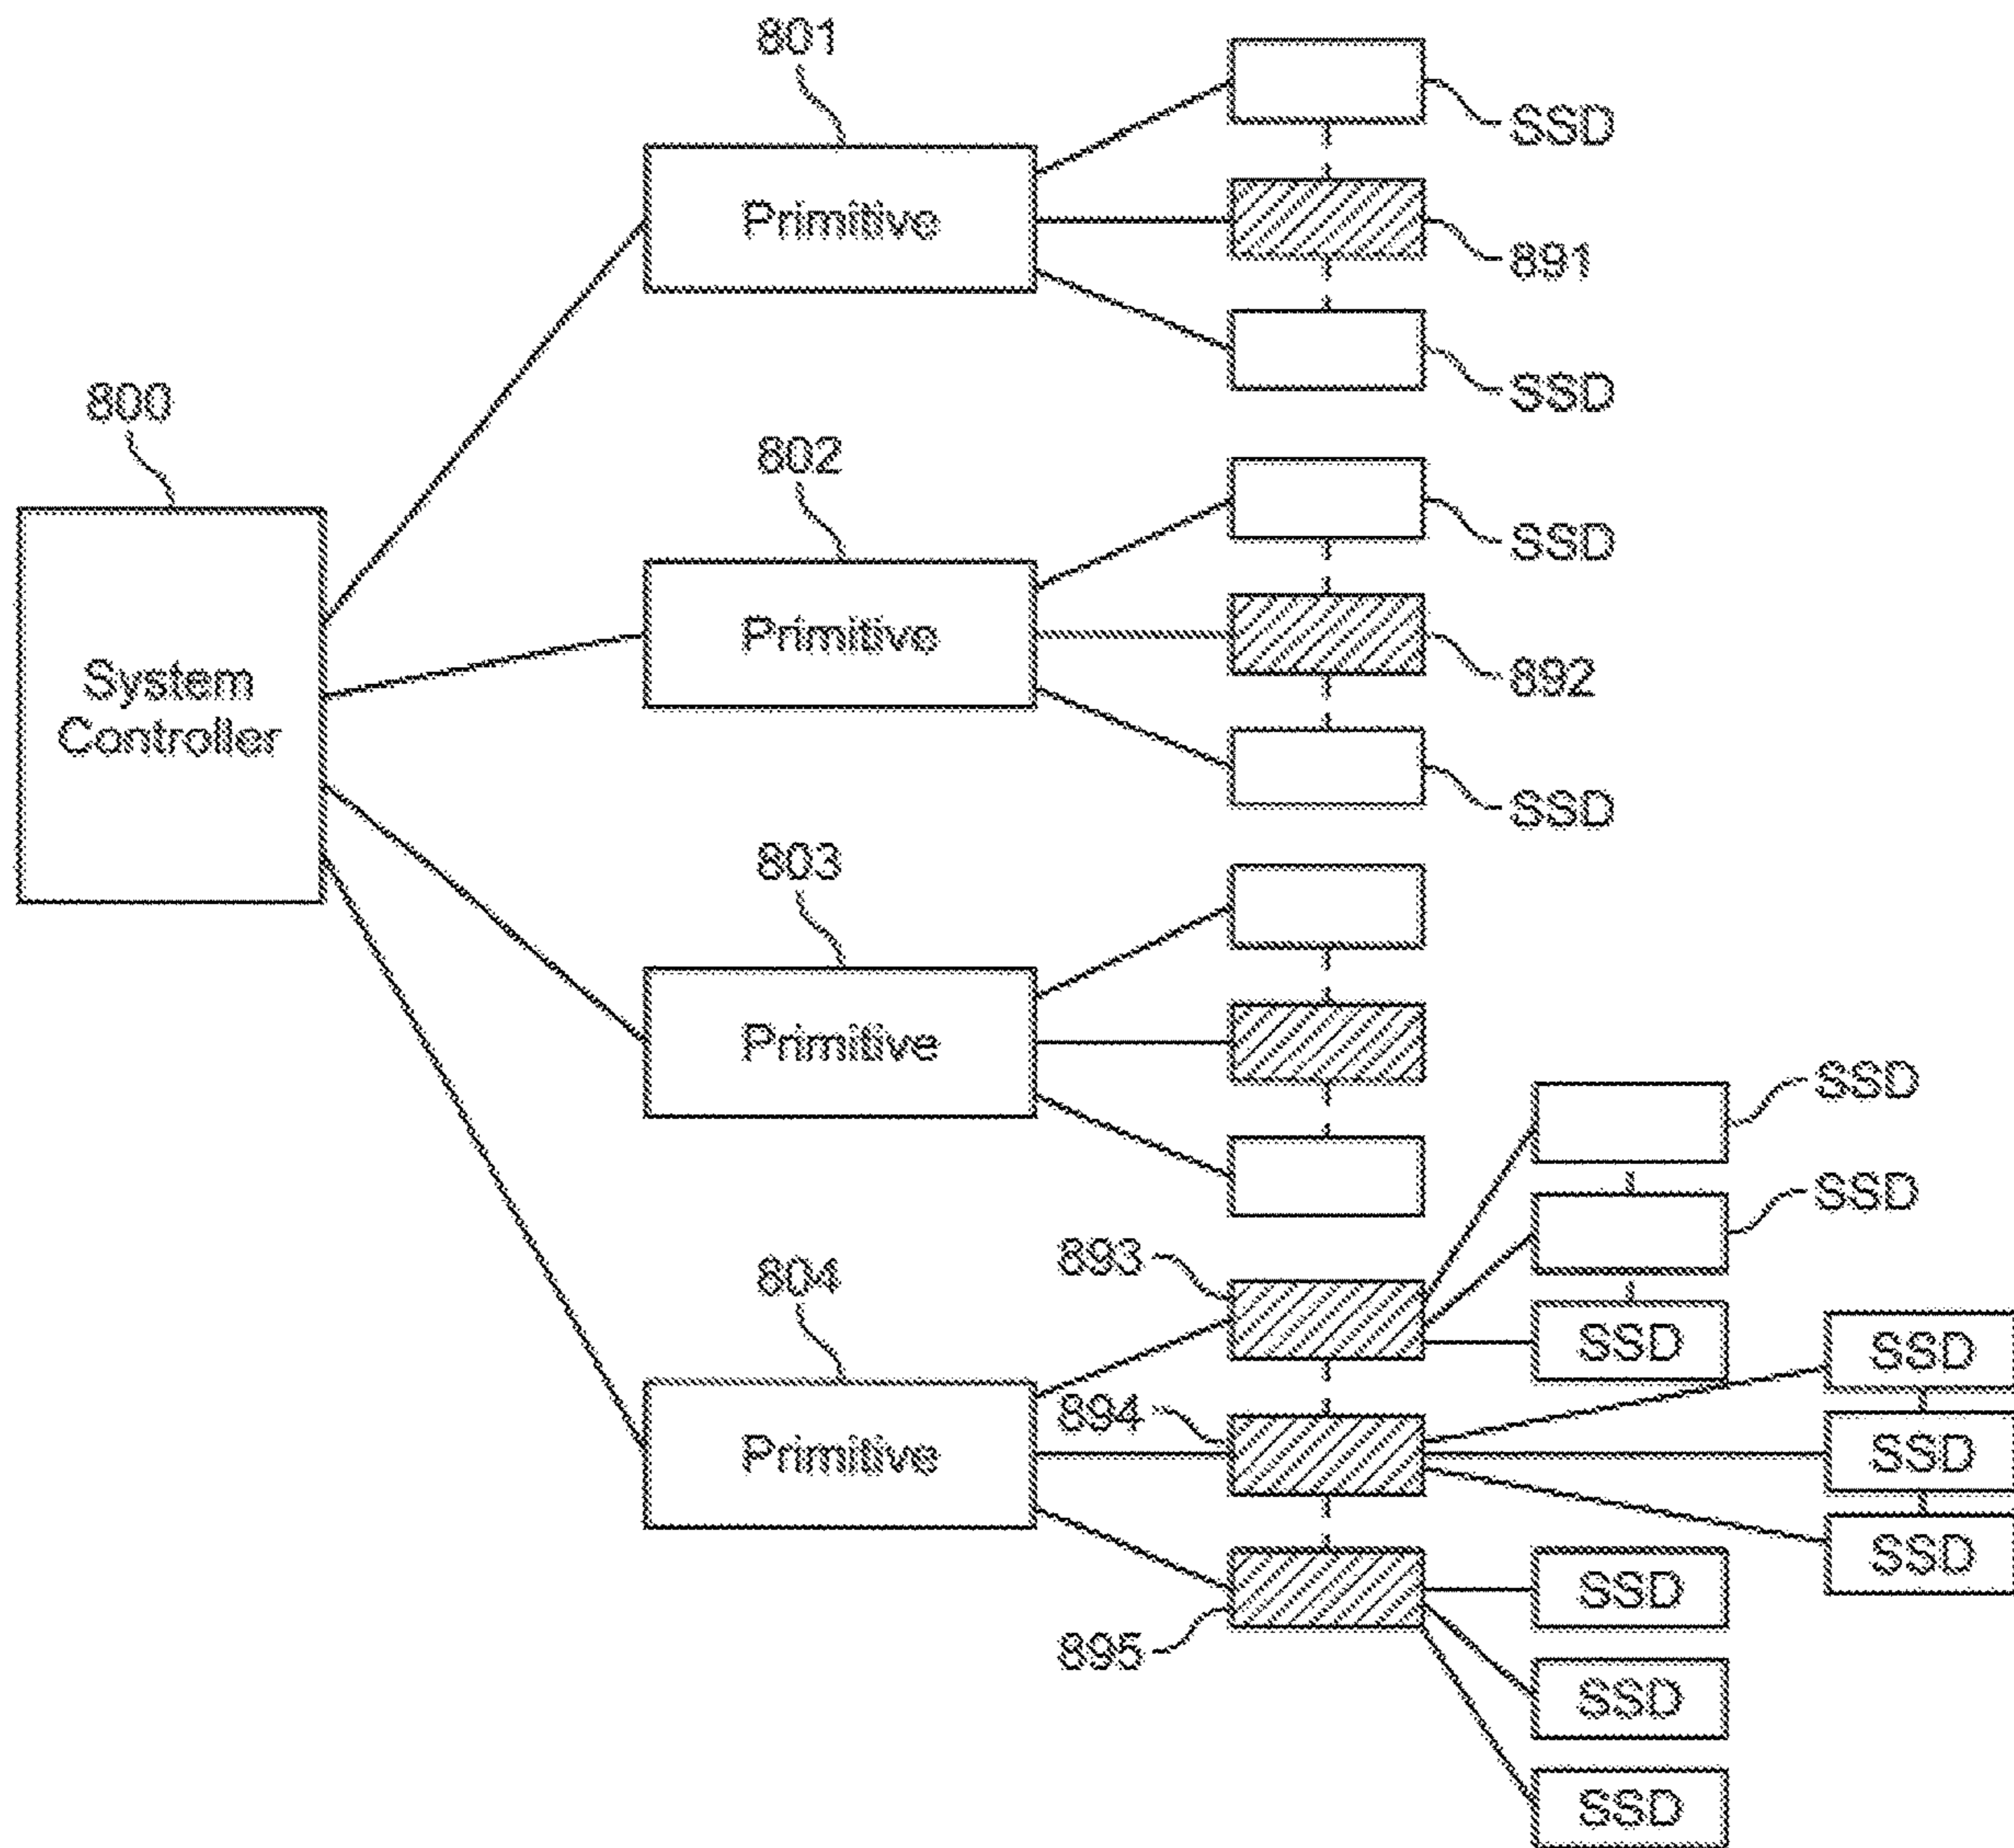 801
SSD
Primitive
891
SSD
800
802
SSD
Primitive
892
System
Controller
SSD
803
Primitive
SSD
SSD
893
804
SSD
SSD
894
Primitive
SSD
SSD
SSD
895
SSD
SSD